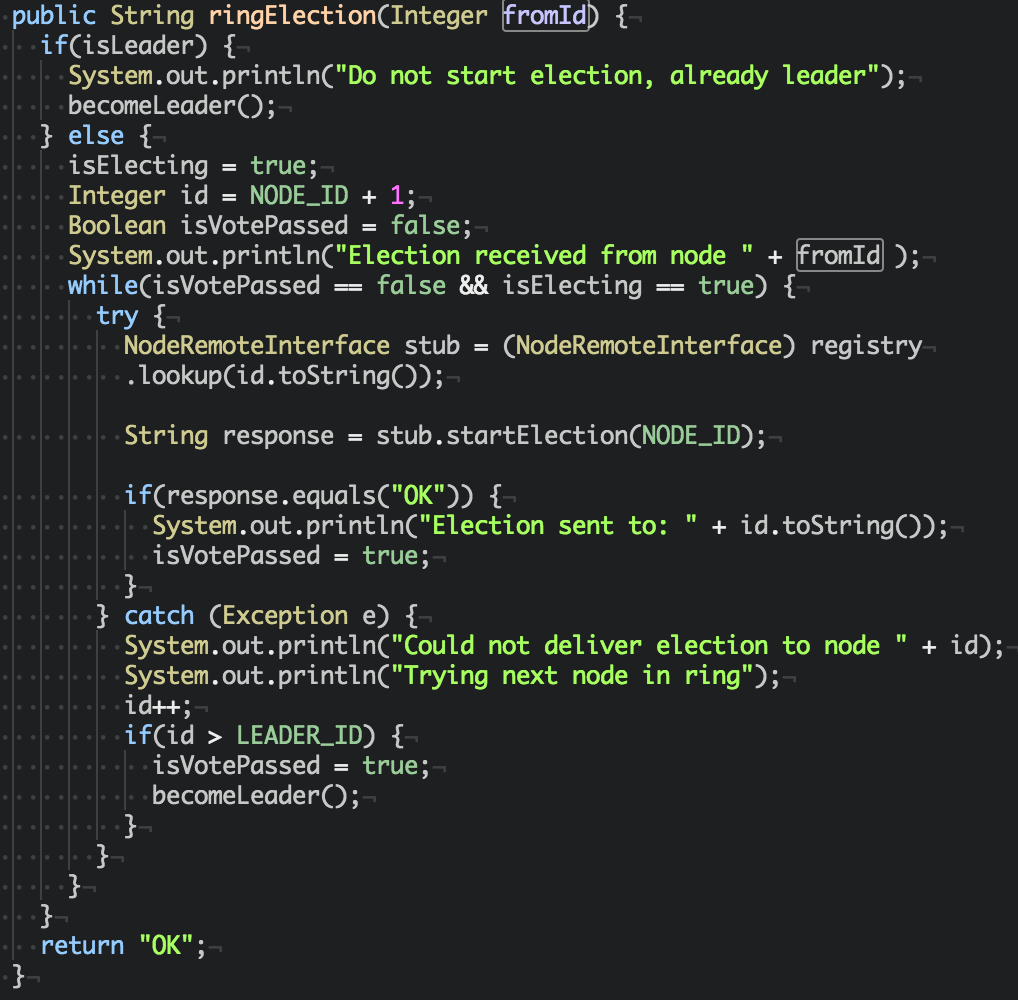 public String ringElection(Integer fromId) {
  if(isLeader) {
    System.out.println("Do not start election, already leader");
    becomeLeader();
  } else {
    isElecting = true;
    Integer id = NODE_ID + 1;
    Boolean isVotePassed = false;
    System.out.println("Election received from node " + fromId );
    while(isVotePassed == false && isElecting == true) {
      try {
        NodeRemoteInterface stub = (NodeRemoteInterface) registry
        .lookup(id.toString());
        String response = stub.startElection(NODE_ID);
        if(response.equals("OK")) {
          System.out.println("Election sent to: " + id.toString());
          isVotePassed = true;
        }
      } catch (Exception e) {
        System.out.println("Could not deliver election to node " + id);
        System.out.println("Trying next node in ring");
        id++;
        if(id > LEADER_ID) {
          isVotePassed = true;
          becomeLeader();
        }
      }
    }
  }
  return "OK";
}